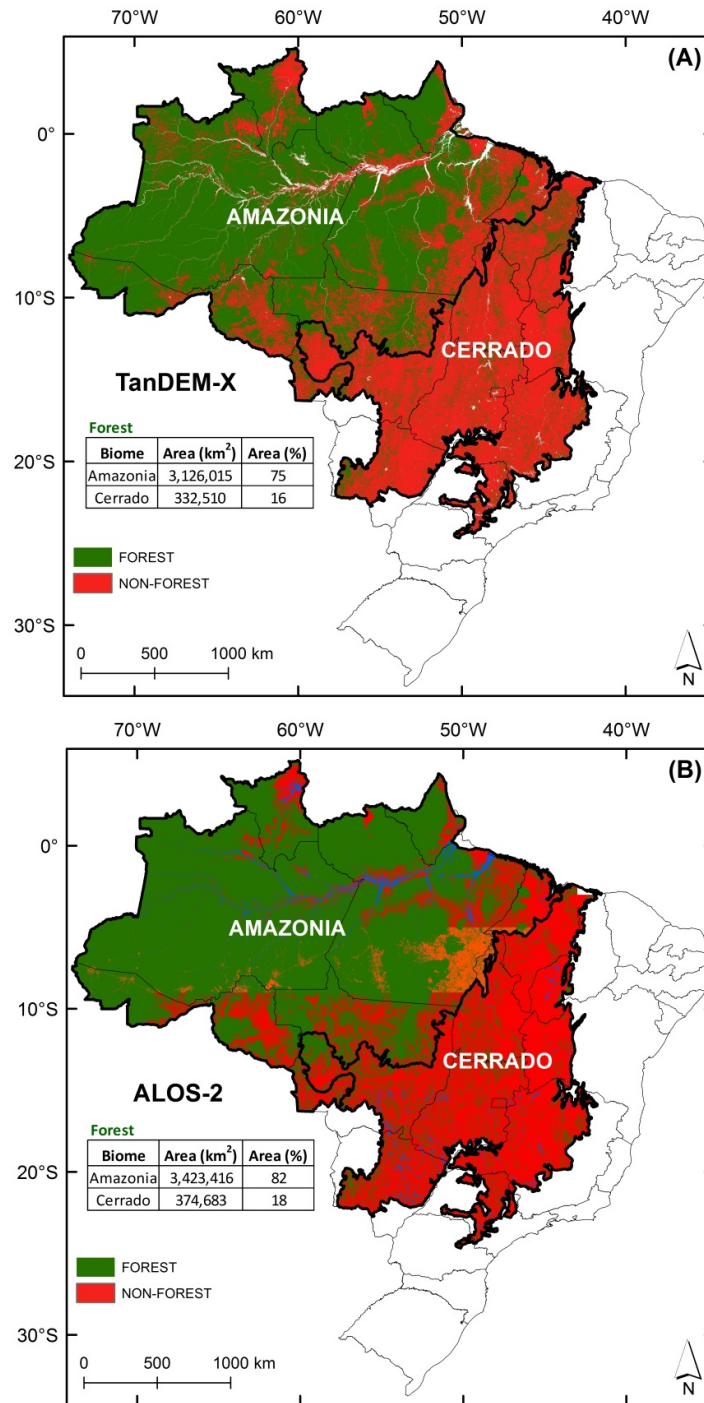 70°W 60°W 50°W 40°W
(A)
0°
AMAZONIA
10°S
CERRADO
TanDEM-X
Forest
Biome Area (km²) Area (%)
Amazonia 3,126,015 75
20°S
Cerrado 332,510 16
FOREST
NON-FOREST
30°S
0 500 1000 km
N
70°W 60°W 50°W 40°W
(B)
0°
AMAZONIA
10°S
CERRADO
ALOS-2
Forest
Biome Area (km²) Area (%)
Amazonia 3,423,416 82
20°S
Cerrado 374,683 18
FOREST
NON-FOREST
30°S
0 500 1000 km
N